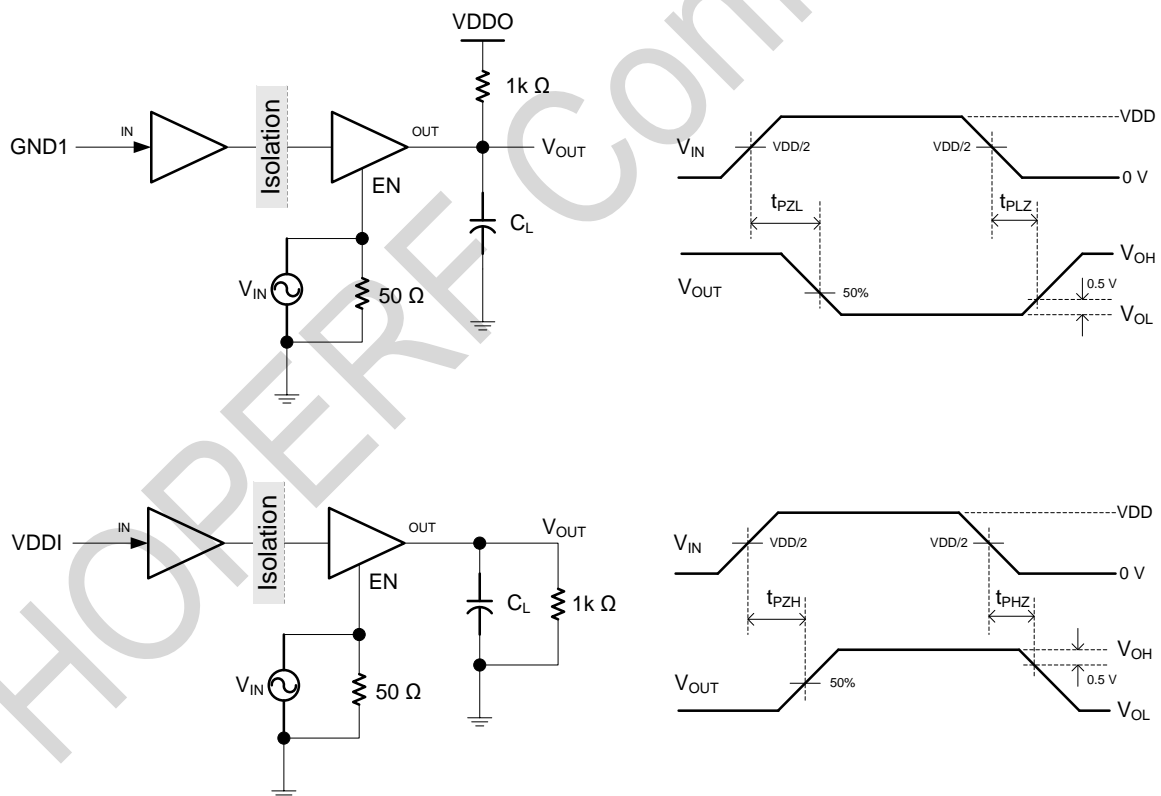 VDDO
1k Ω
GND1
IN
Isolation
OUT
VOUT
EN
CL
VIN
50 Ω
VIN
VDD/2
VDD/2
VDD
0 V
tPZL
tPLZ
VOUT
50%
VOH
0.5 V
VOL
VDDI
IN
Isolation
OUT
VOUT
EN
CL
1k Ω
VIN
50 Ω
VIN
VDD/2
VDD/2
VDD
0 V
tPZH
tPHZ
VOUT
50%
VOH
0.5 V
VOL
HOPERF Com